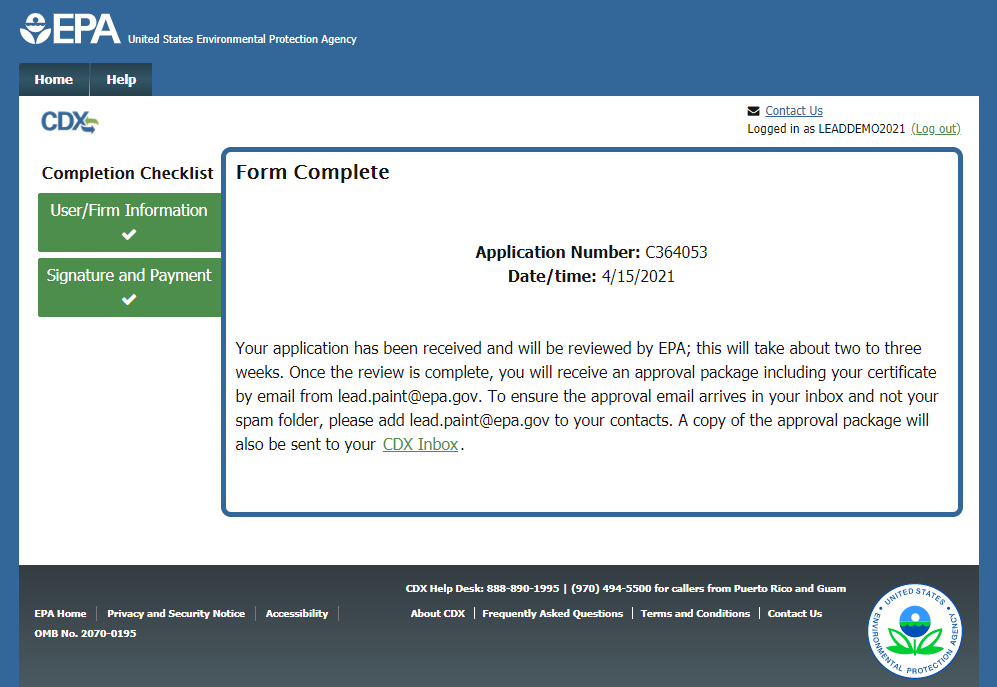 EPA United States Environmental Protection Agency
Home Help
CDX
Contact Us
Logged in as LEADDEMO2021 (Log out)
Completion Checklist
User/Firm Information
Signature and Payment
Form Complete
Application Number: C364053
Date/time: 4/15/2021
Your application has been received and will be reviewed by EPA; this will take about two to three
weeks. Once the review is complete, you will receive an approval package including your certificate
by email from lead.paint@epa.gov. To ensure the approval email arrives in your inbox and not your
spam folder, please add lead.paint@epa.gov to your contacts. A copy of the approval package will
also be sent to your CDX Inbox.
CDX Help Desk: 888-890-1995 | (970) 494-5500 for callers from Puerto Rico and Guam
EPA Home Privacy and Security Notice Accessibility
About CDX Frequently Asked Questions Terms and Conditions Contact Us
OMB No. 2070-0195
UNITED STATES
ENVIRONMENTAL PROTECTION AGENCY